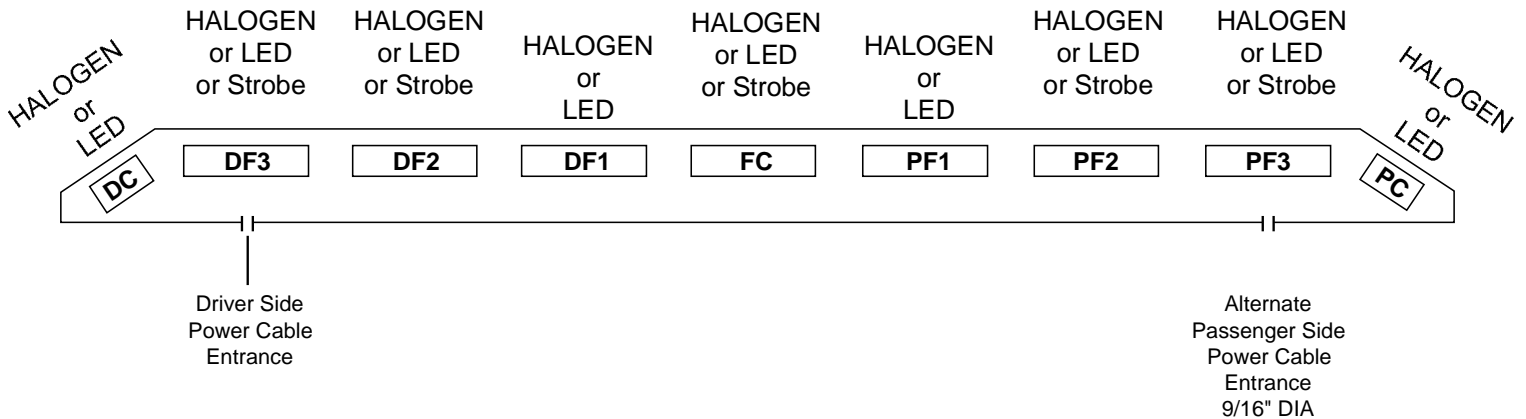 HALOGEN
or
LED
HALOGEN
or LED
or Strobe
HALOGEN
or LED
or Strobe
HALOGEN
or
LED
HALOGEN
or LED
or Strobe
HALOGEN
or
LED
HALOGEN
or LED
or Strobe
HALOGEN
or LED
or Strobe
HALOGEN
or
LED
DC
DF3
DF2
DF1
FC
PF1
PF2
PF3
PC
Driver Side
Power Cable
Entrance
Alternate
Passenger Side
Power Cable
Entrance
9/16" DIA